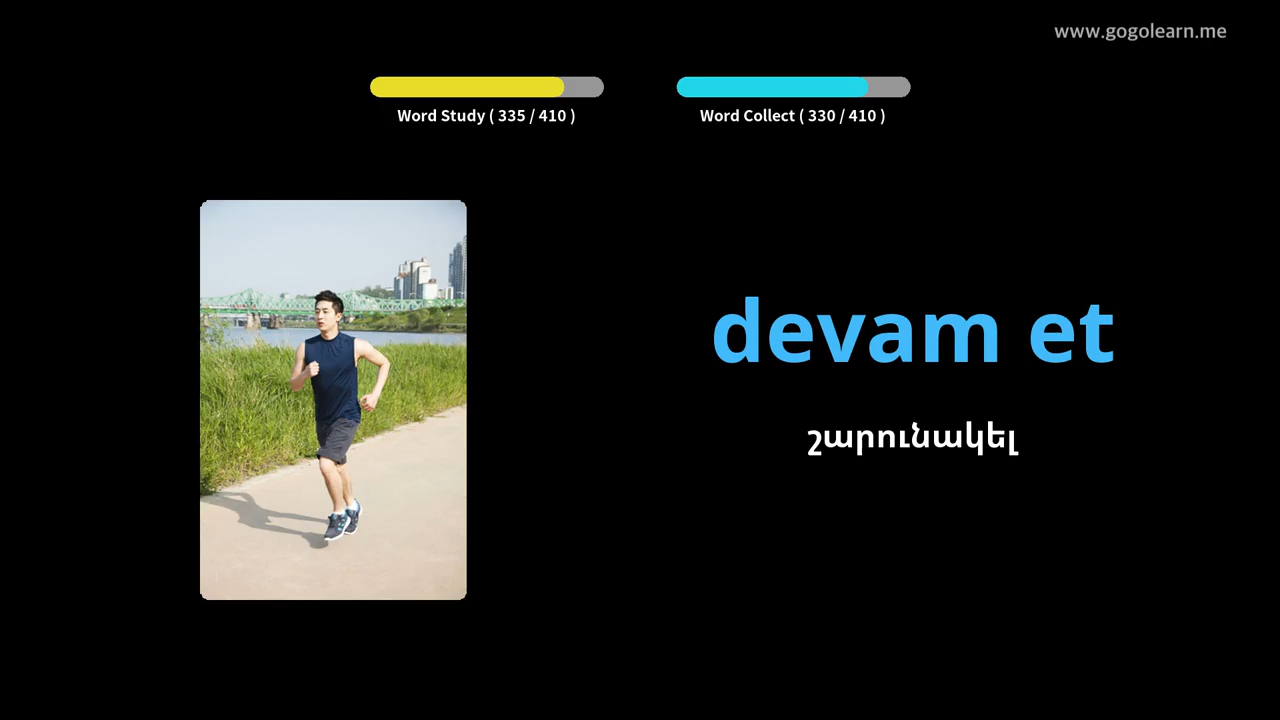 www.gogolearn.me
Word Study ( 335 / 410 )
Word Collect ( 330 / 410 )
devam et
շարունակել